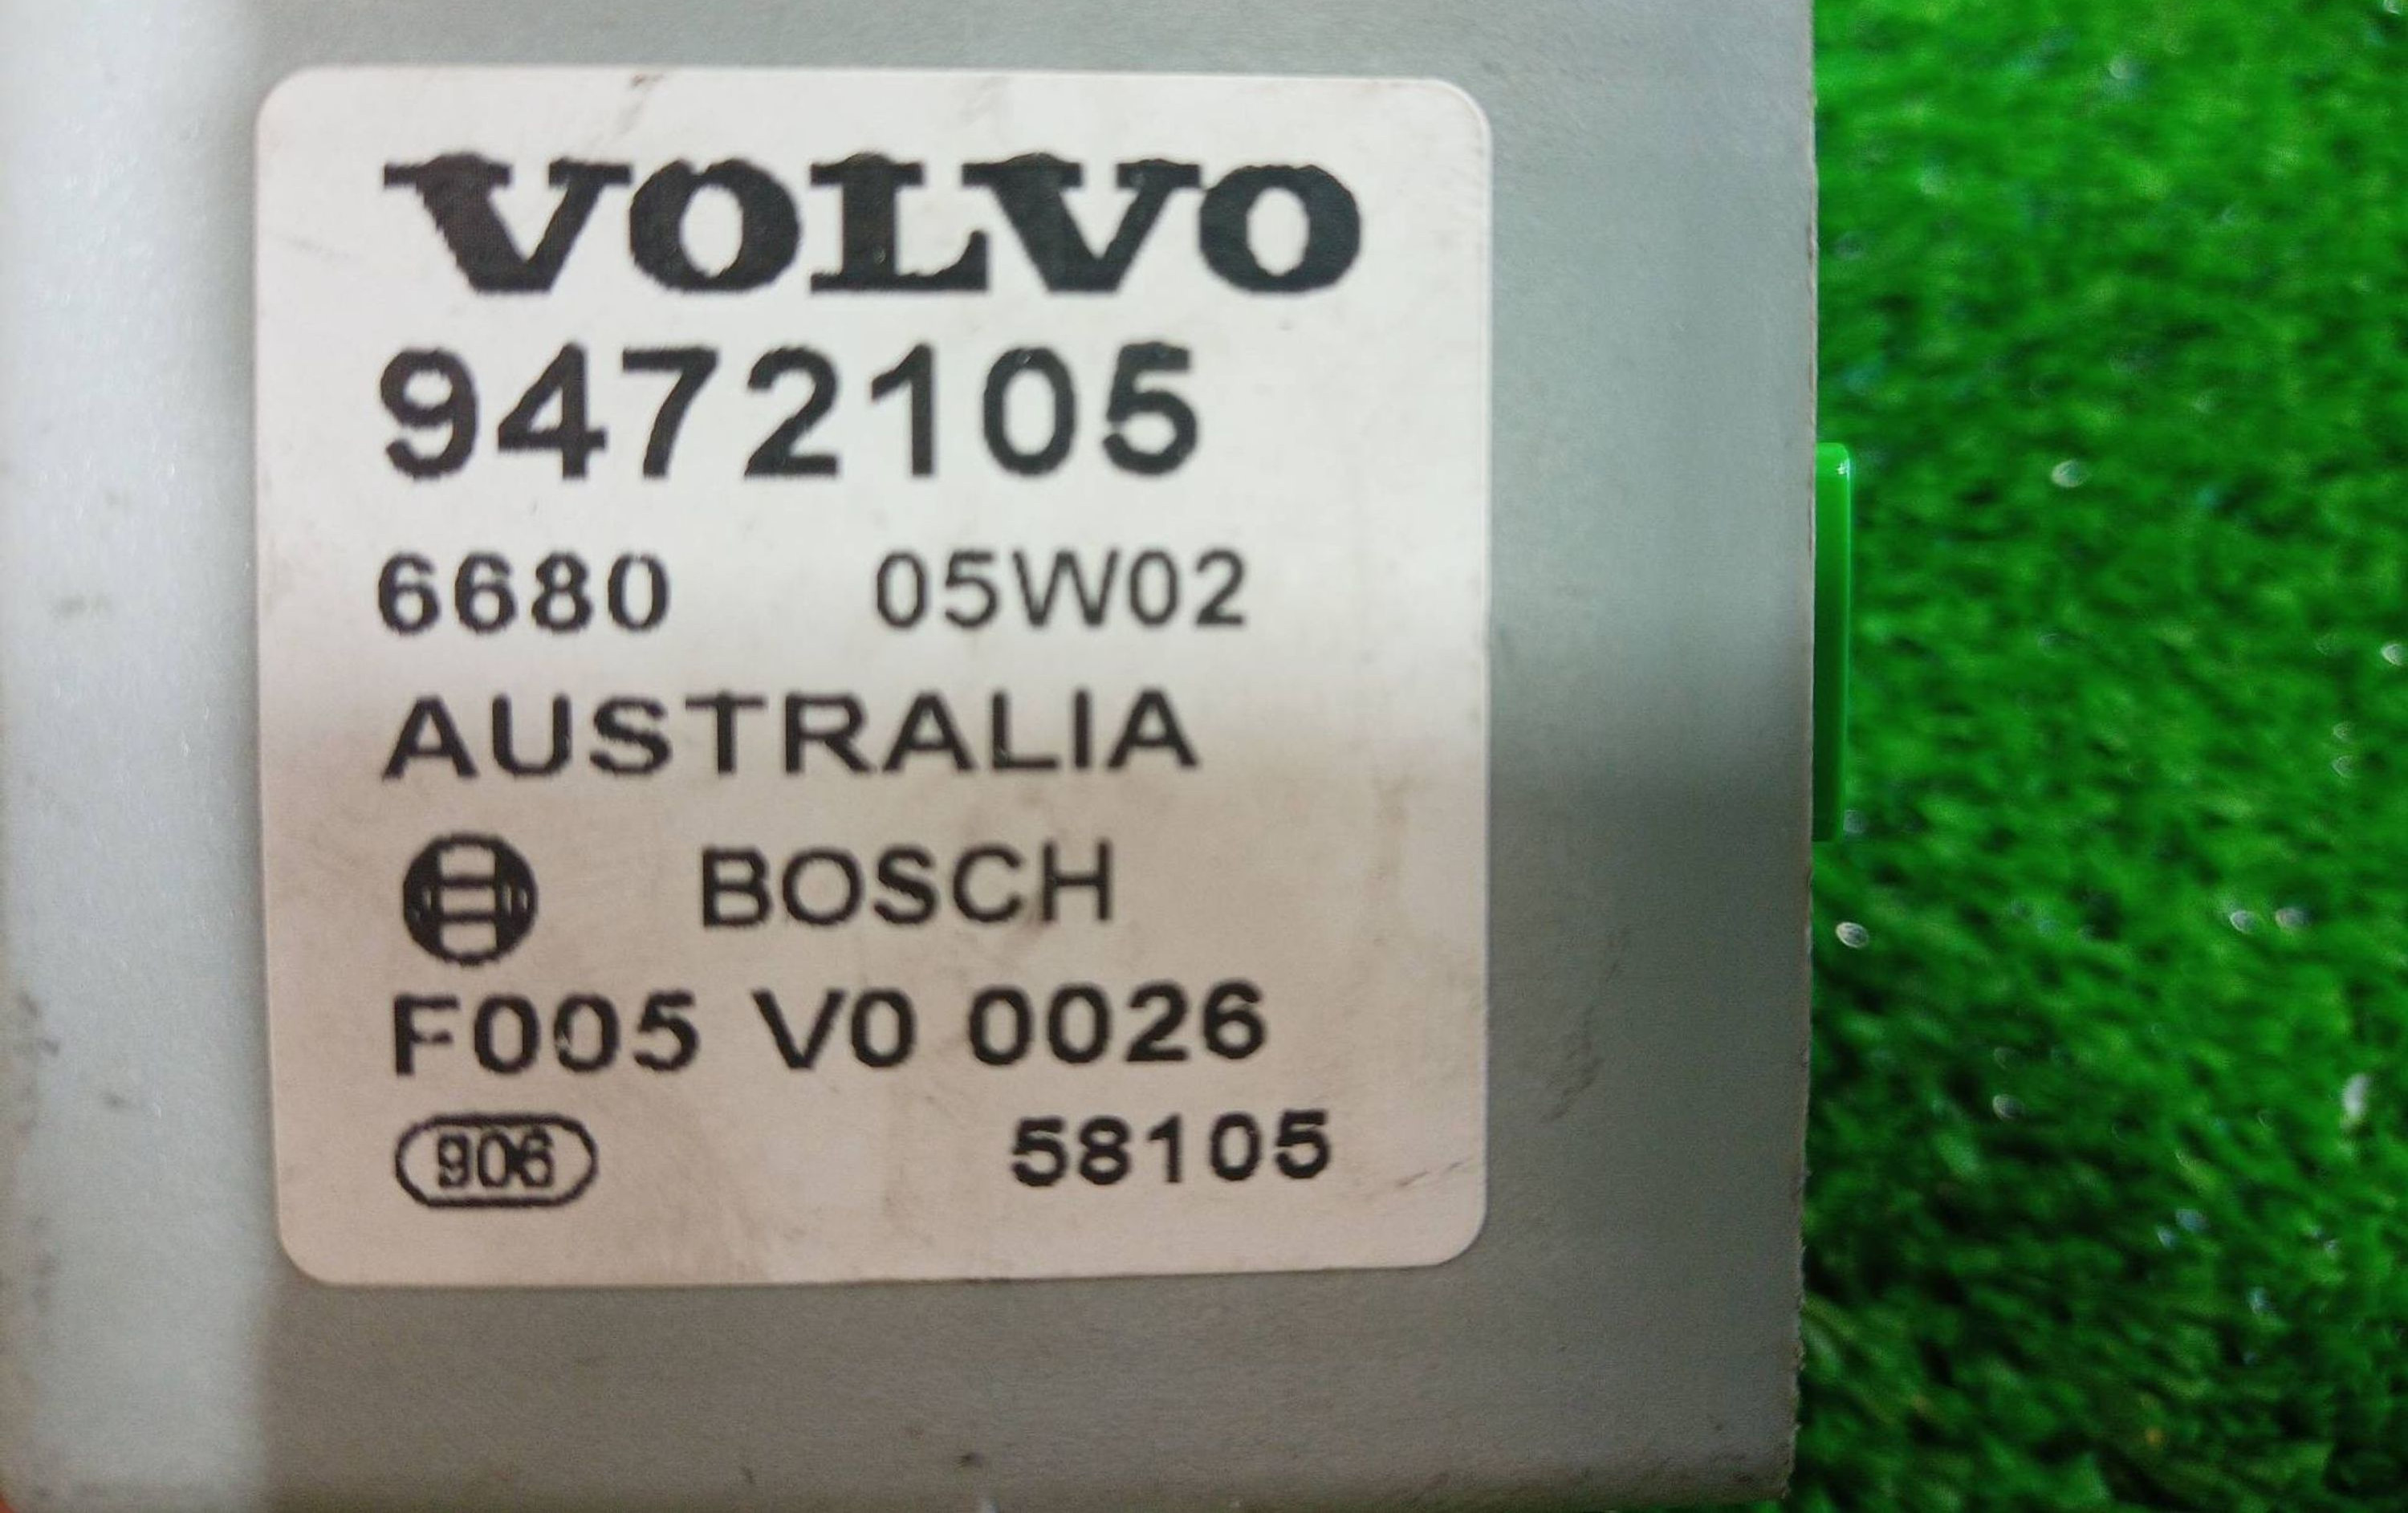 VOLVO
9472105
6680 05W02
AUSTRALIA
BOSCH
F005 V0 0026
906 58105